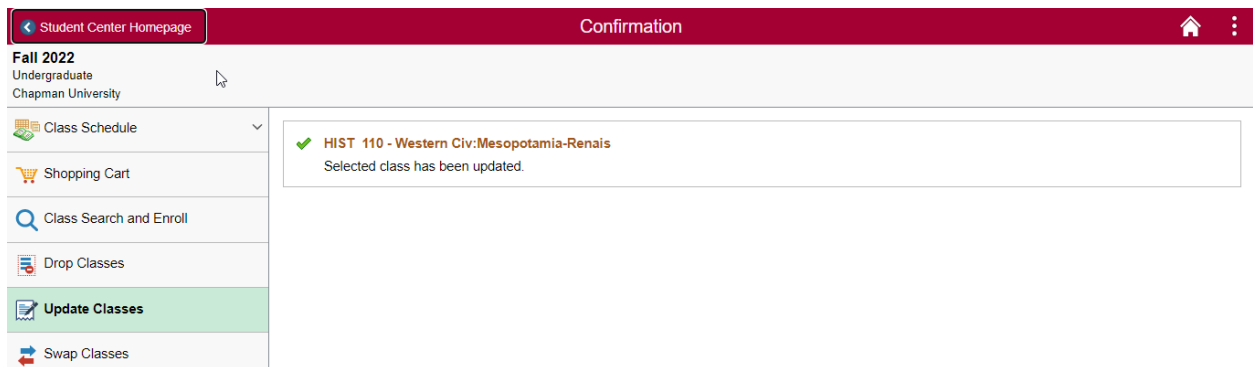 Student Center Homepage
Confirmation
Fall 2022
Undergraduate
Chapman University
Class Schedule
Shopping Cart
Class Search and Enroll
Drop Classes
Update Classes
Swap Classes
HIST 110 - Western Civ:Mesopotamia-Renais
Selected class has been updated.